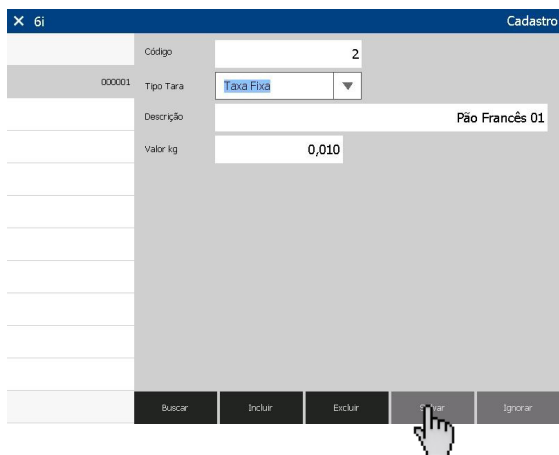 6i Cadastro
Código 2
000001 Tipo Tara Taxa Fixa
Descrição Pão Francês 01
Valor kg 0,010
Buscar Incluir Excluir Ignorar